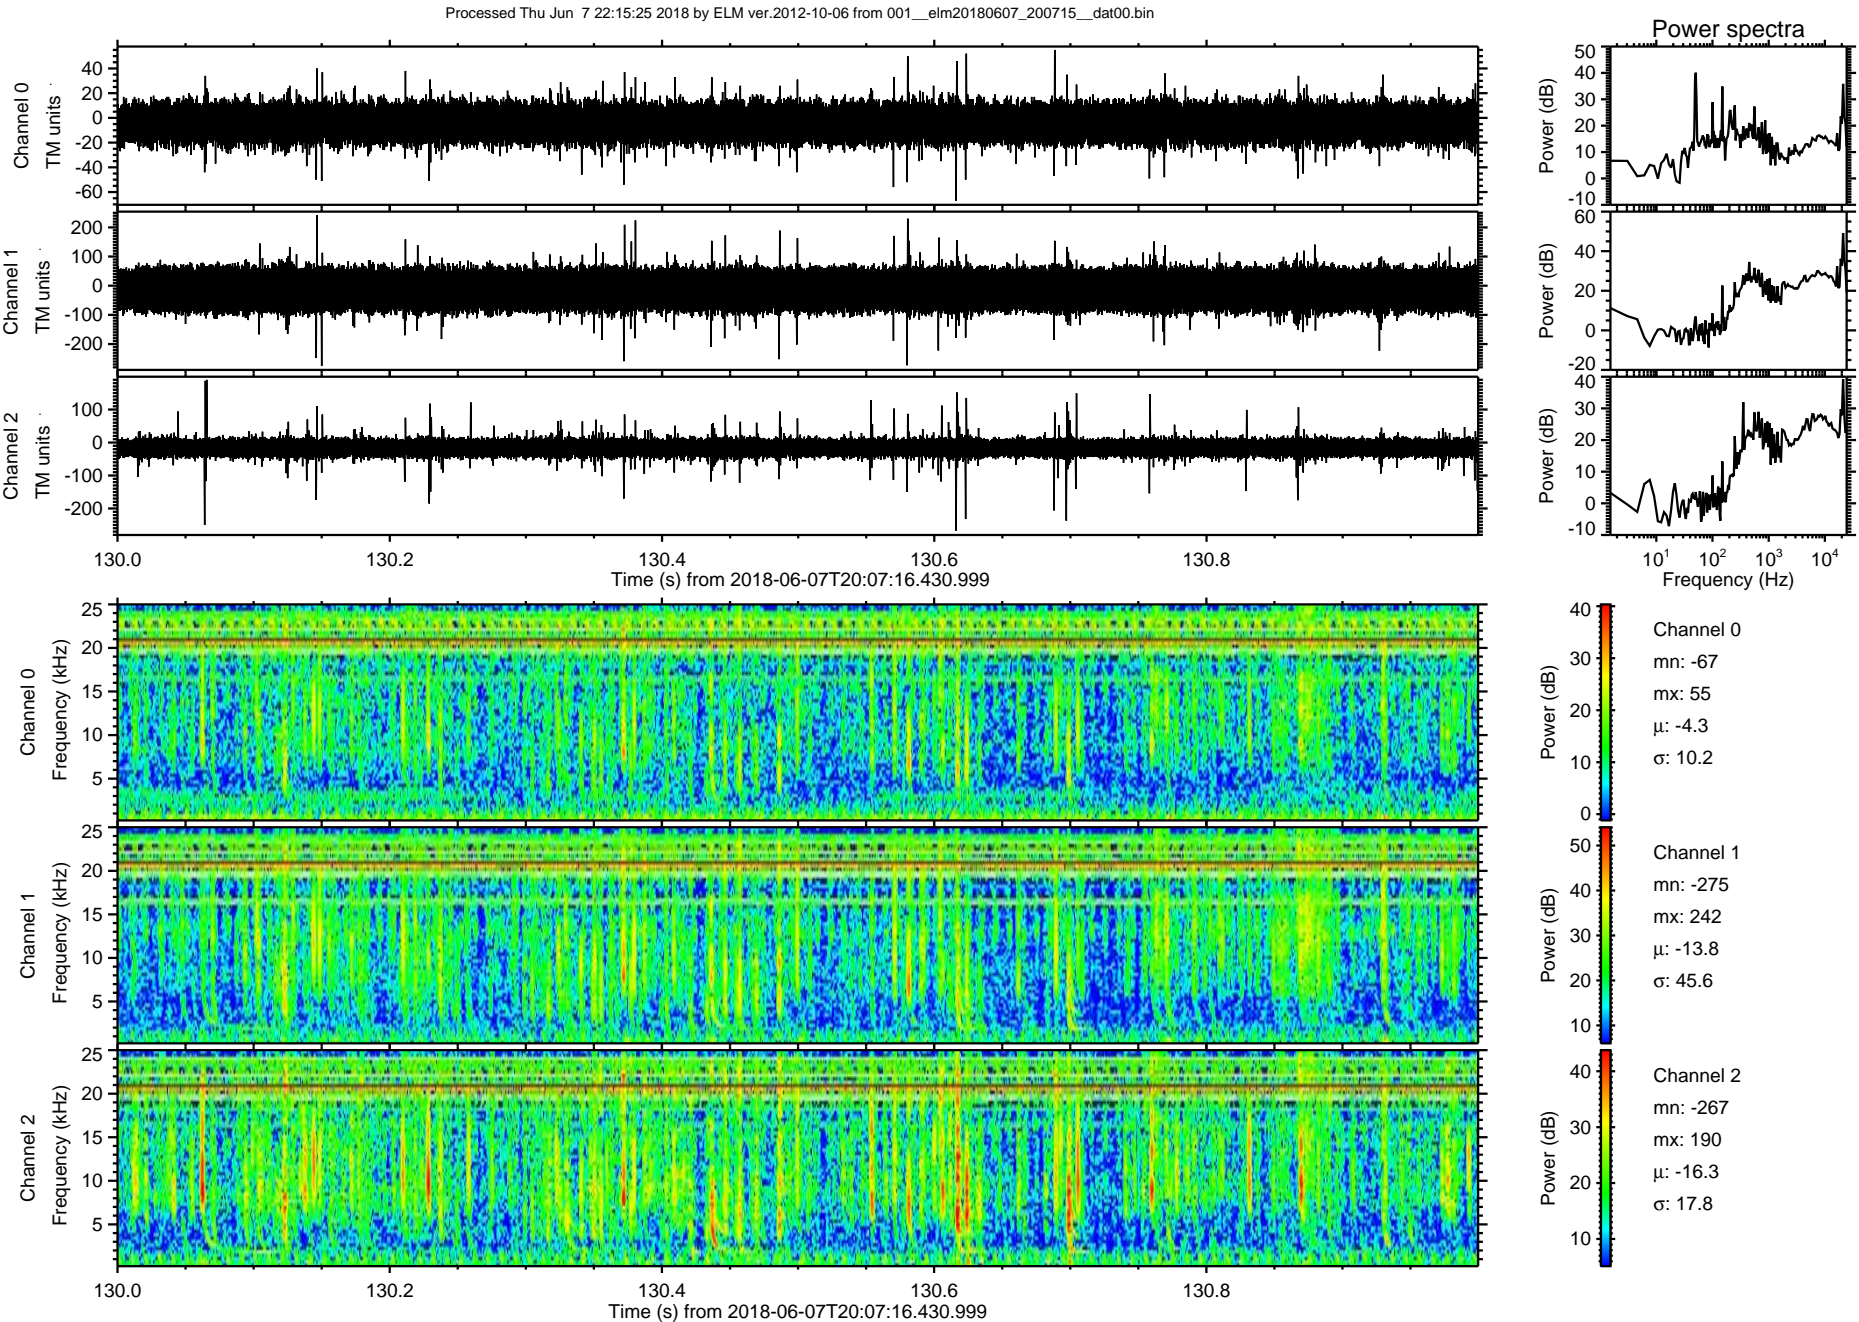 Processed Thu Jun  7 22:15:25 2018 by ELM ver.2012-10-06 from 001__elm20180607_200715__dat00.bin
Power spectra
Channel 0
TM units
40
20
0
-20
-40
-60
Power (dB)
50
40
30
20
10
0
-10
Channel 1
TM units
200
100
0
-100
-200
Power (dB)
60
40
20
0
-20
Channel 2
TM units
100
0
-100
-200
Power (dB)
40
30
20
10
0
-10
130.0 130.2 130.4 130.6 130.8
Time (s) from 2018-06-07T20:07:16.430.999
10¹ 10² 10³ 10⁴
Frequency (Hz)
Channel 0
Frequency (kHz)
25
20
15
10
5
Power (dB)
40
30
20
10
0
Channel 0
mn: -67
mx: 55
μ: -4.3
σ: 10.2
Channel 1
Frequency (kHz)
25
20
15
10
5
Power (dB)
50
40
30
20
10
Channel 1
mn: -275
mx: 242
μ: -13.8
σ: 45.6
Channel 2
Frequency (kHz)
25
20
15
10
5
Power (dB)
40
30
20
10
Channel 2
mn: -267
mx: 190
μ: -16.3
σ: 17.8
130.0 130.2 130.4 130.6 130.8
Time (s) from 2018-06-07T20:07:16.430.999